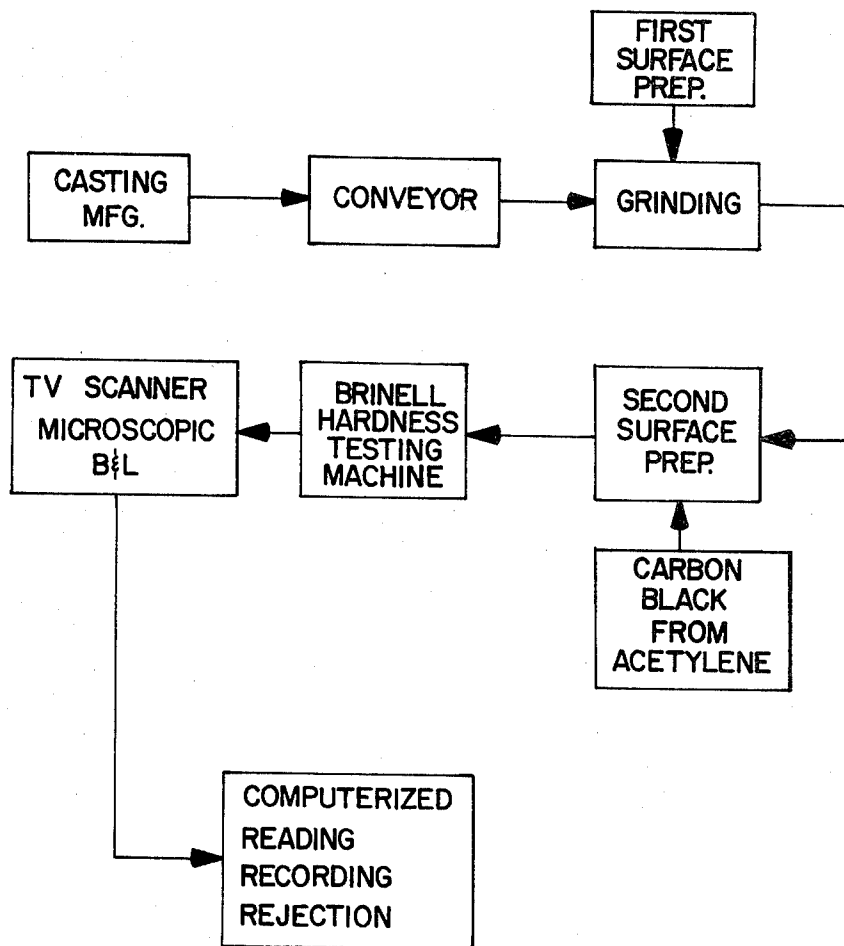 FIRST
SURFACE
PREP.
CASTING
MFG.
CONVEYOR
GRINDING
TV SCANNER
MICROSCOPIC
B&L
BRINELL
HARDNESS
TESTING
MACHINE
SECOND
SURFACE
PREP.
CARBON
BLACK
FROM
ACETYLENE
COMPUTERIZED
READING
RECORDING
REJECTION